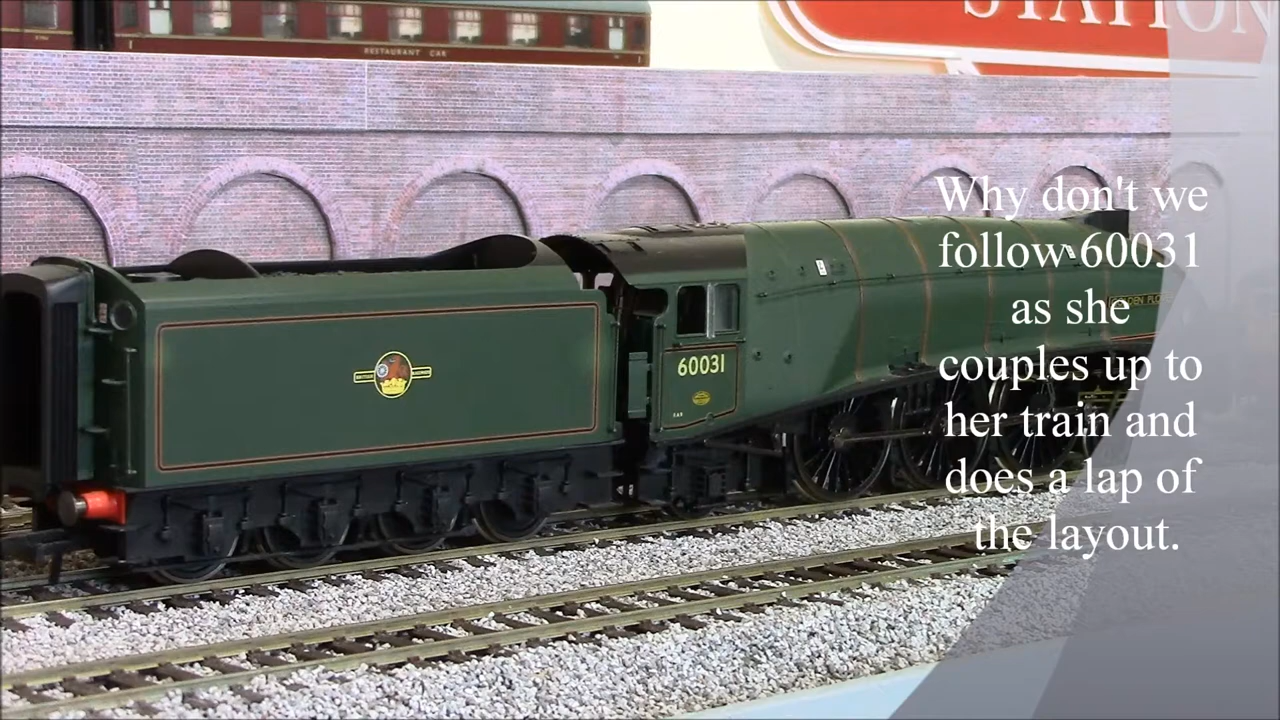 STATION
RESTAURANT CAR
Why don't we
follow 60031
as she
couples up to
her train and
does a lap of
the layout.
60031